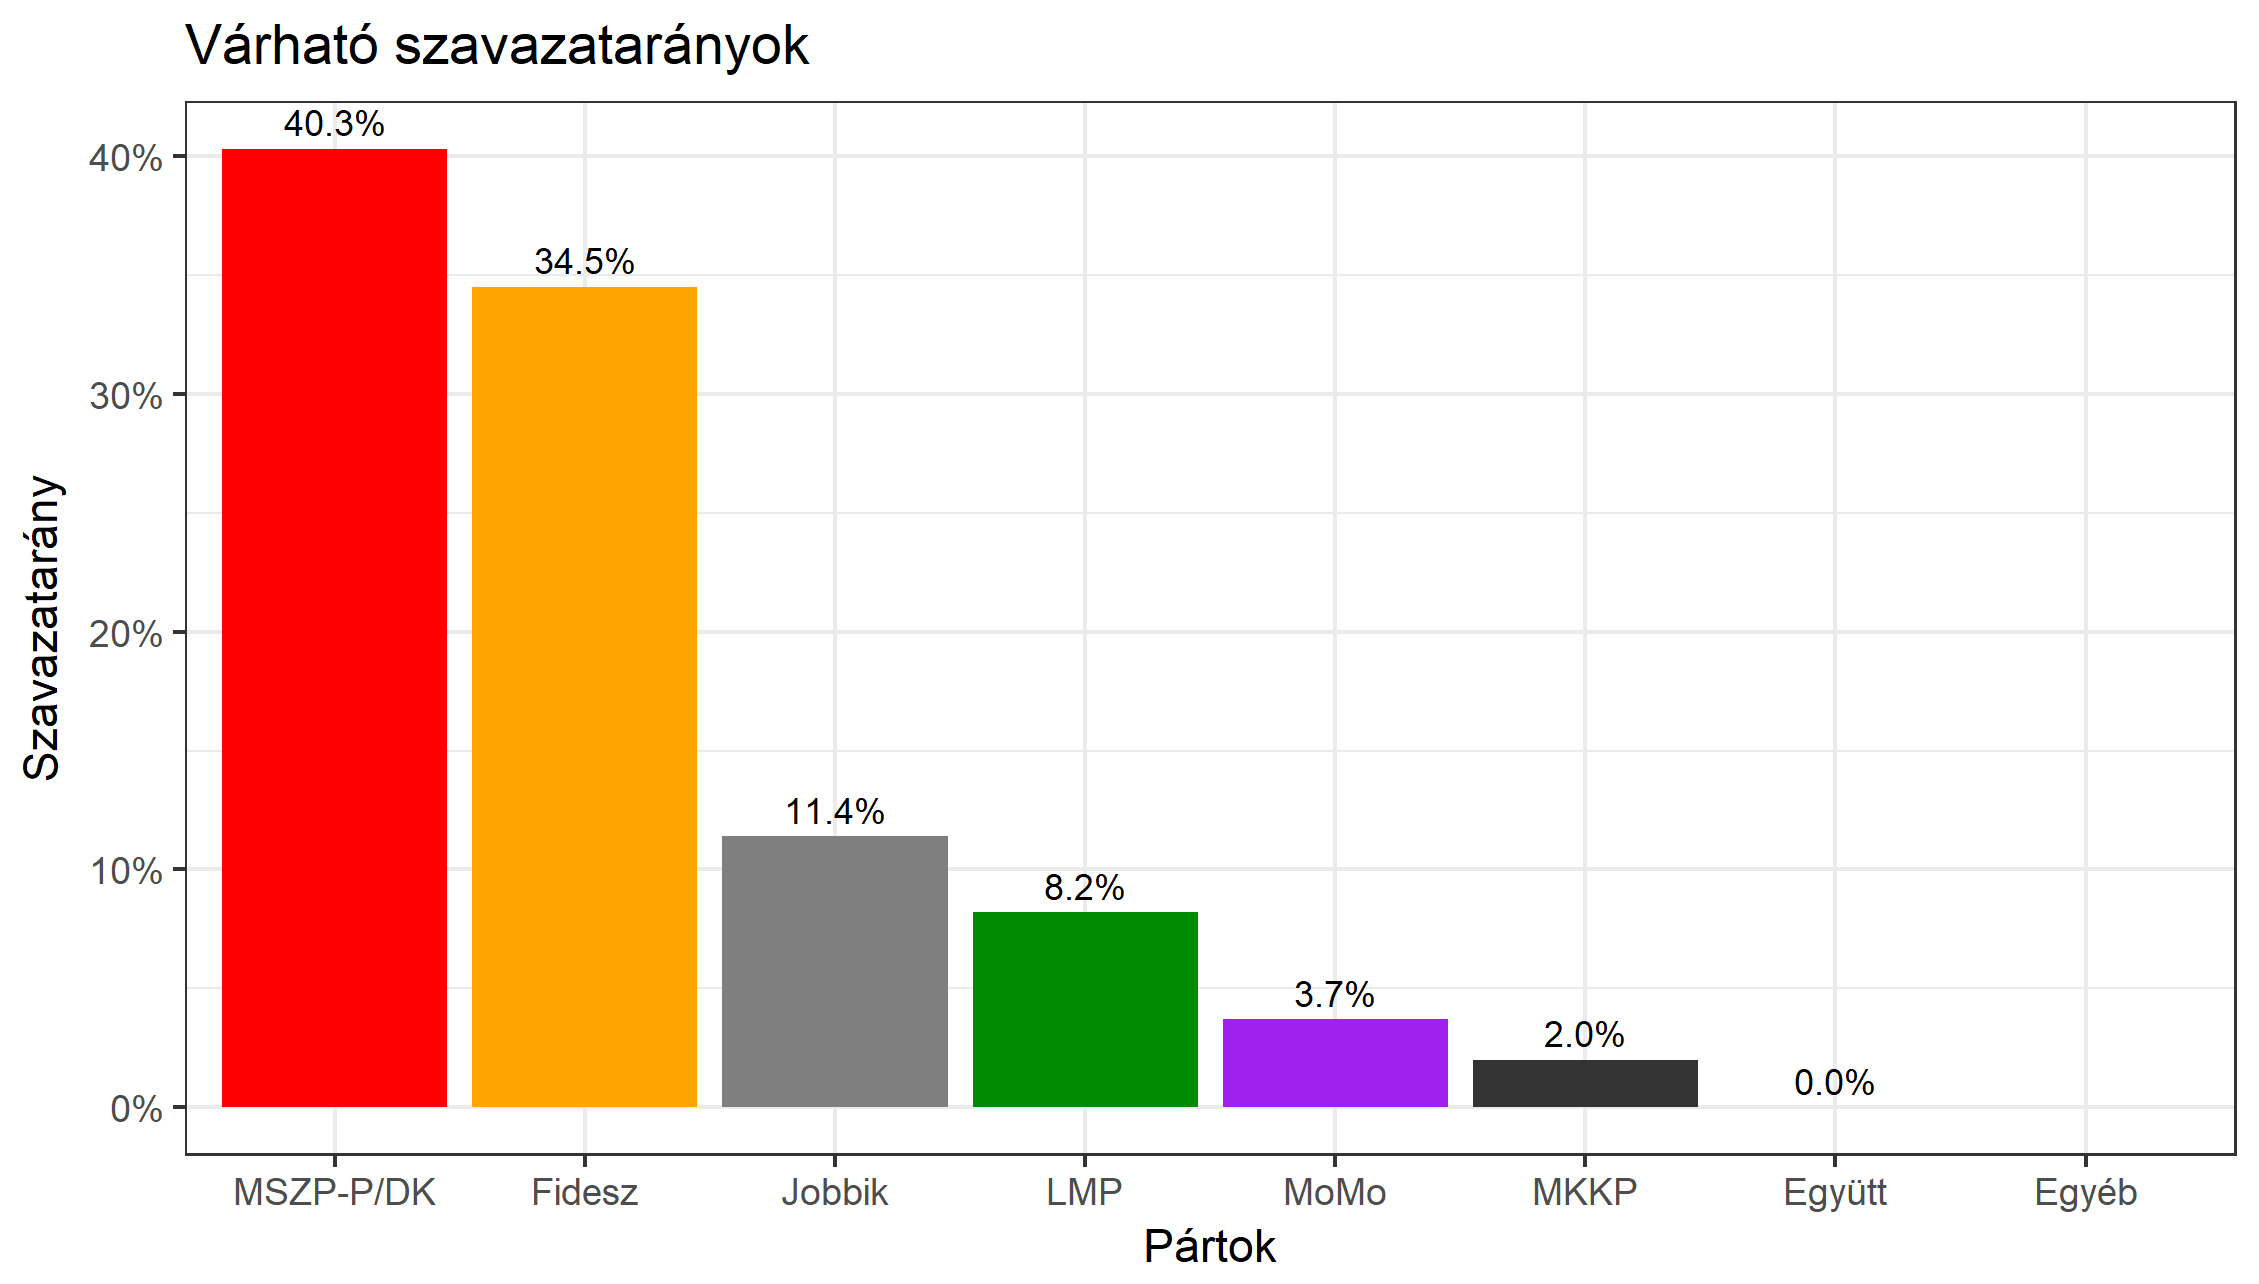 Várható szavazatarányok
Szavazatarány
40%
30%
20%
10%
0%
40.3%
34.5%
11.4%
8.2%
3.7%
2.0%
0.0%
MSZP-P/DK
Fidesz
Jobbik
LMP
MoMo
MKKP
Együtt
Egyéb
Pártok